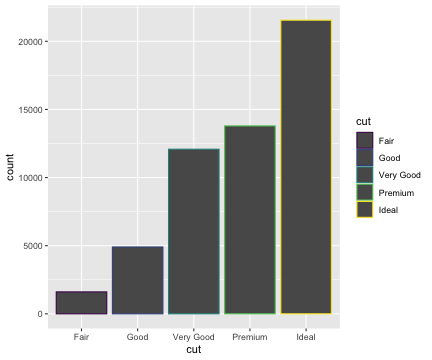 20000
15000
10000
5000
0
count
Fair
Good
Very Good
Premium
Ideal
cut
cut
Fair
Good
Very Good
Premium
Ideal